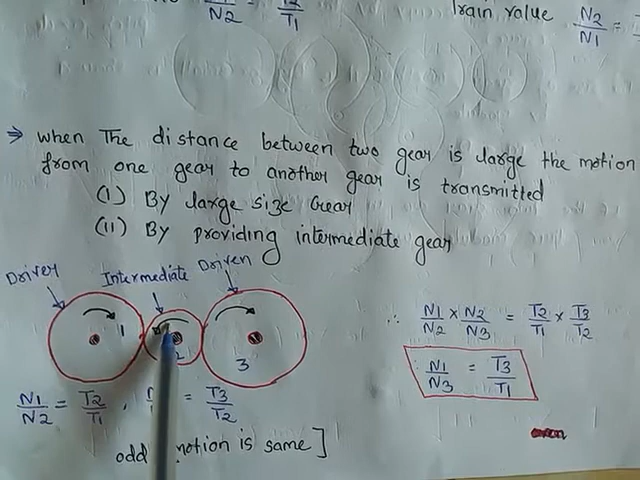 N2 = T2/T1
Train value N2/N1 =
⇒ when The distance between two gear is large the motion
from one gear to another gear is transmitted
(I) By large size Gear
(II) By providing intermediate gear
Driver Intermediate Driven
1 2 3
N1/N2 = T2/T1 , = T3/T2
∴ N1/N2 × N2/N3 = T2/T1 × T3/T2
N1/N3 = T3/T1
odd motion is same ]